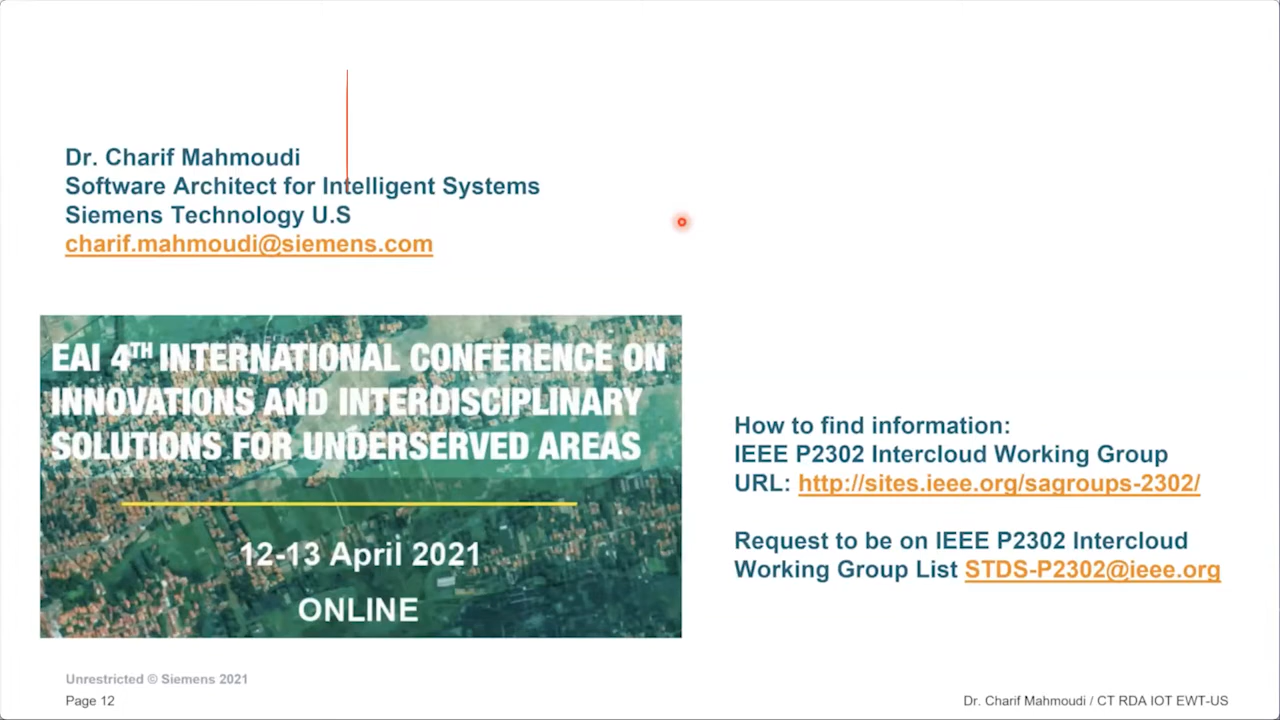 Dr. Charif Mahmoudi
Software Architect for Intelligent Systems
Siemens Technology U.S
charif.mahmoudi@siemens.com
EAI 4TH INTERNATIONAL CONFERENCE ON
INNOVATIONS AND INTERDISCIPLINARY
SOLUTIONS FOR UNDERSERVED AREAS
12-13 April 2021
ONLINE
How to find information:
IEEE P2302 Intercloud Working Group
URL: http://sites.ieee.org/sagroups-2302/
Request to be on IEEE P2302 Intercloud
Working Group List STDS-P2302@ieee.org
Unrestricted © Siemens 2021
Page 12
Dr. Charif Mahmoudi / CT RDA IOT EWT-US